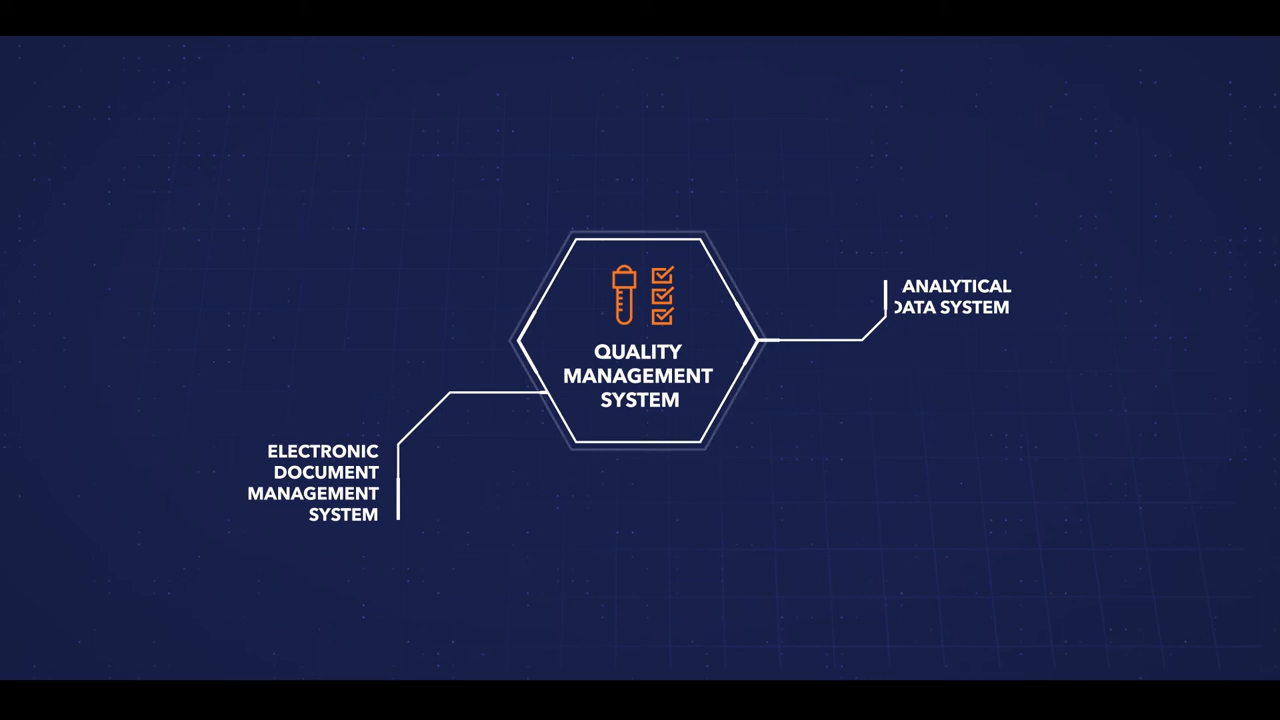 QUALITY
MANAGEMENT
SYSTEM
ANALYTICAL
DATA SYSTEM
ELECTRONIC
DOCUMENT
MANAGEMENT
SYSTEM